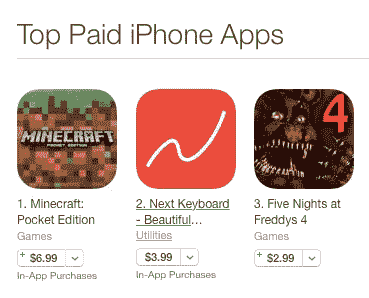 Top Paid iPhone Apps
MINECRAFT
POCKET EDITION
4
1. Minecraft:
Pocket Edition
Games
+ $6.99
In-App Purchases
2. Next Keyboard
- Beautiful...
Utilities
$3.99
In-App Purchases
3. Five Nights at
Freddys 4
Games
+ $2.99